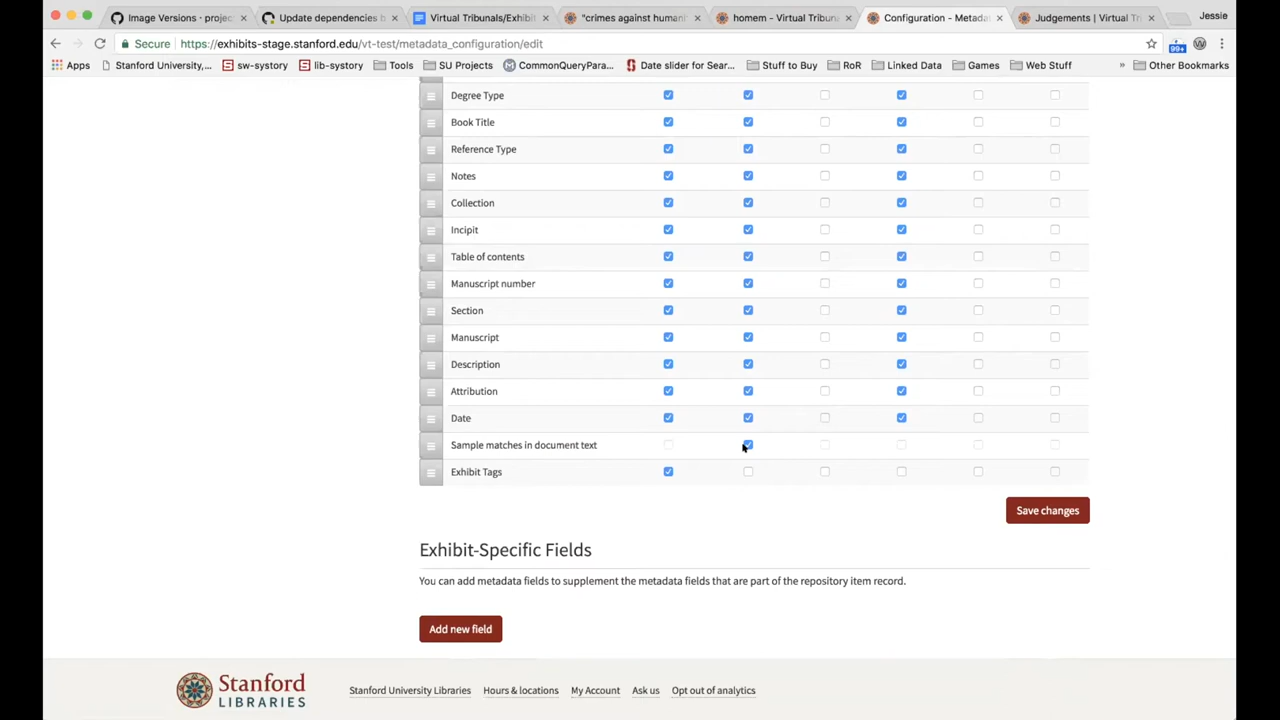 Image Versions · projec
Update dependencies b
Virtual Tribunals/Exhibit
"crimes against humani
homem - Virtual Tribuna
Configuration - Metadat
Judgements | Virtual Tr
Jessie
Secure
https://exhibits-stage.stanford.edu/vt-test/metadata_configuration/edit
99+
Apps
Stanford University,...
sw-systory
lib-systory
Tools
SU Projects
CommonQueryPara...
Date slider for Sear...
Stuff to Buy
RoR
Linked Data
Games
Web Stuff
»
Other Bookmarks
Degree Type
Book Title
Reference Type
Notes
Collection
Incipit
Table of contents
Manuscript number
Section
Manuscript
Description
Attribution
Date
Sample matches in document text
Exhibit Tags
Save changes
Exhibit-Specific Fields
You can add metadata fields to supplement the metadata fields that are part of the repository item record.
Add new field
Stanford
LIBRARIES
Stanford University Libraries
Hours & locations
My Account
Ask us
Opt out of analytics